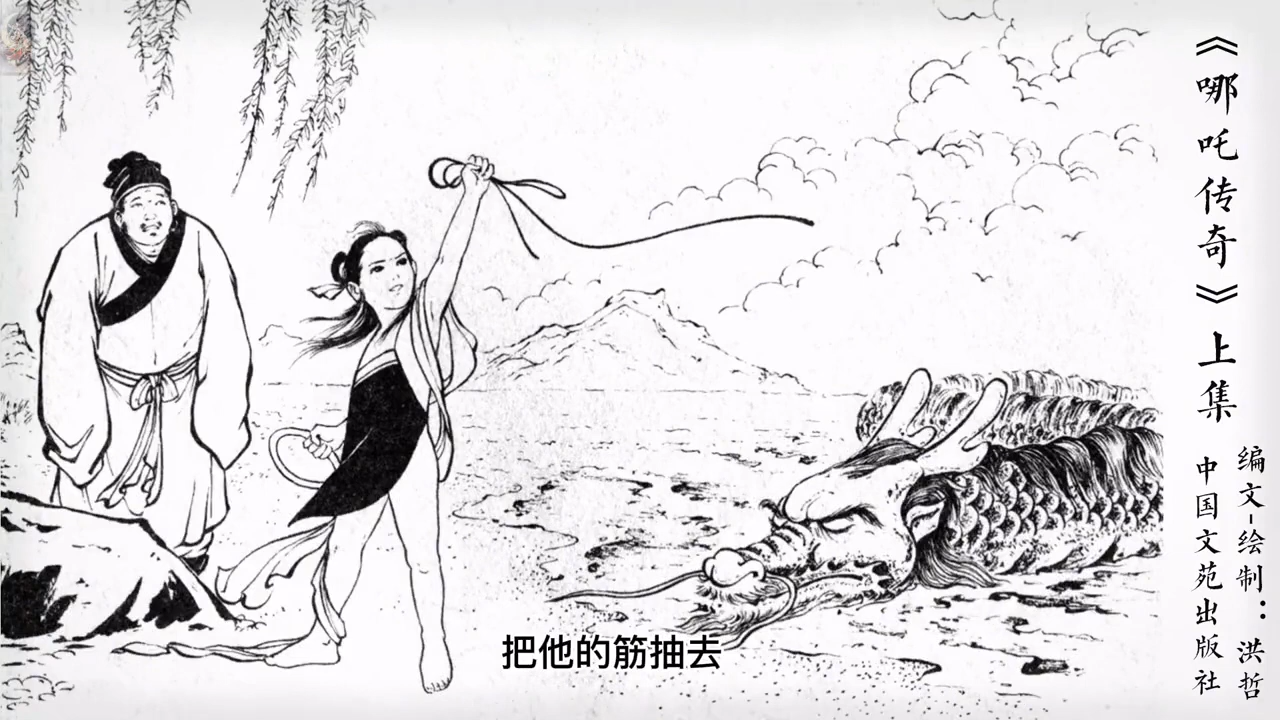 《哪吒传奇》上集
编文-绘制：洪哲
中国文苑出版社
把他的筋抽去